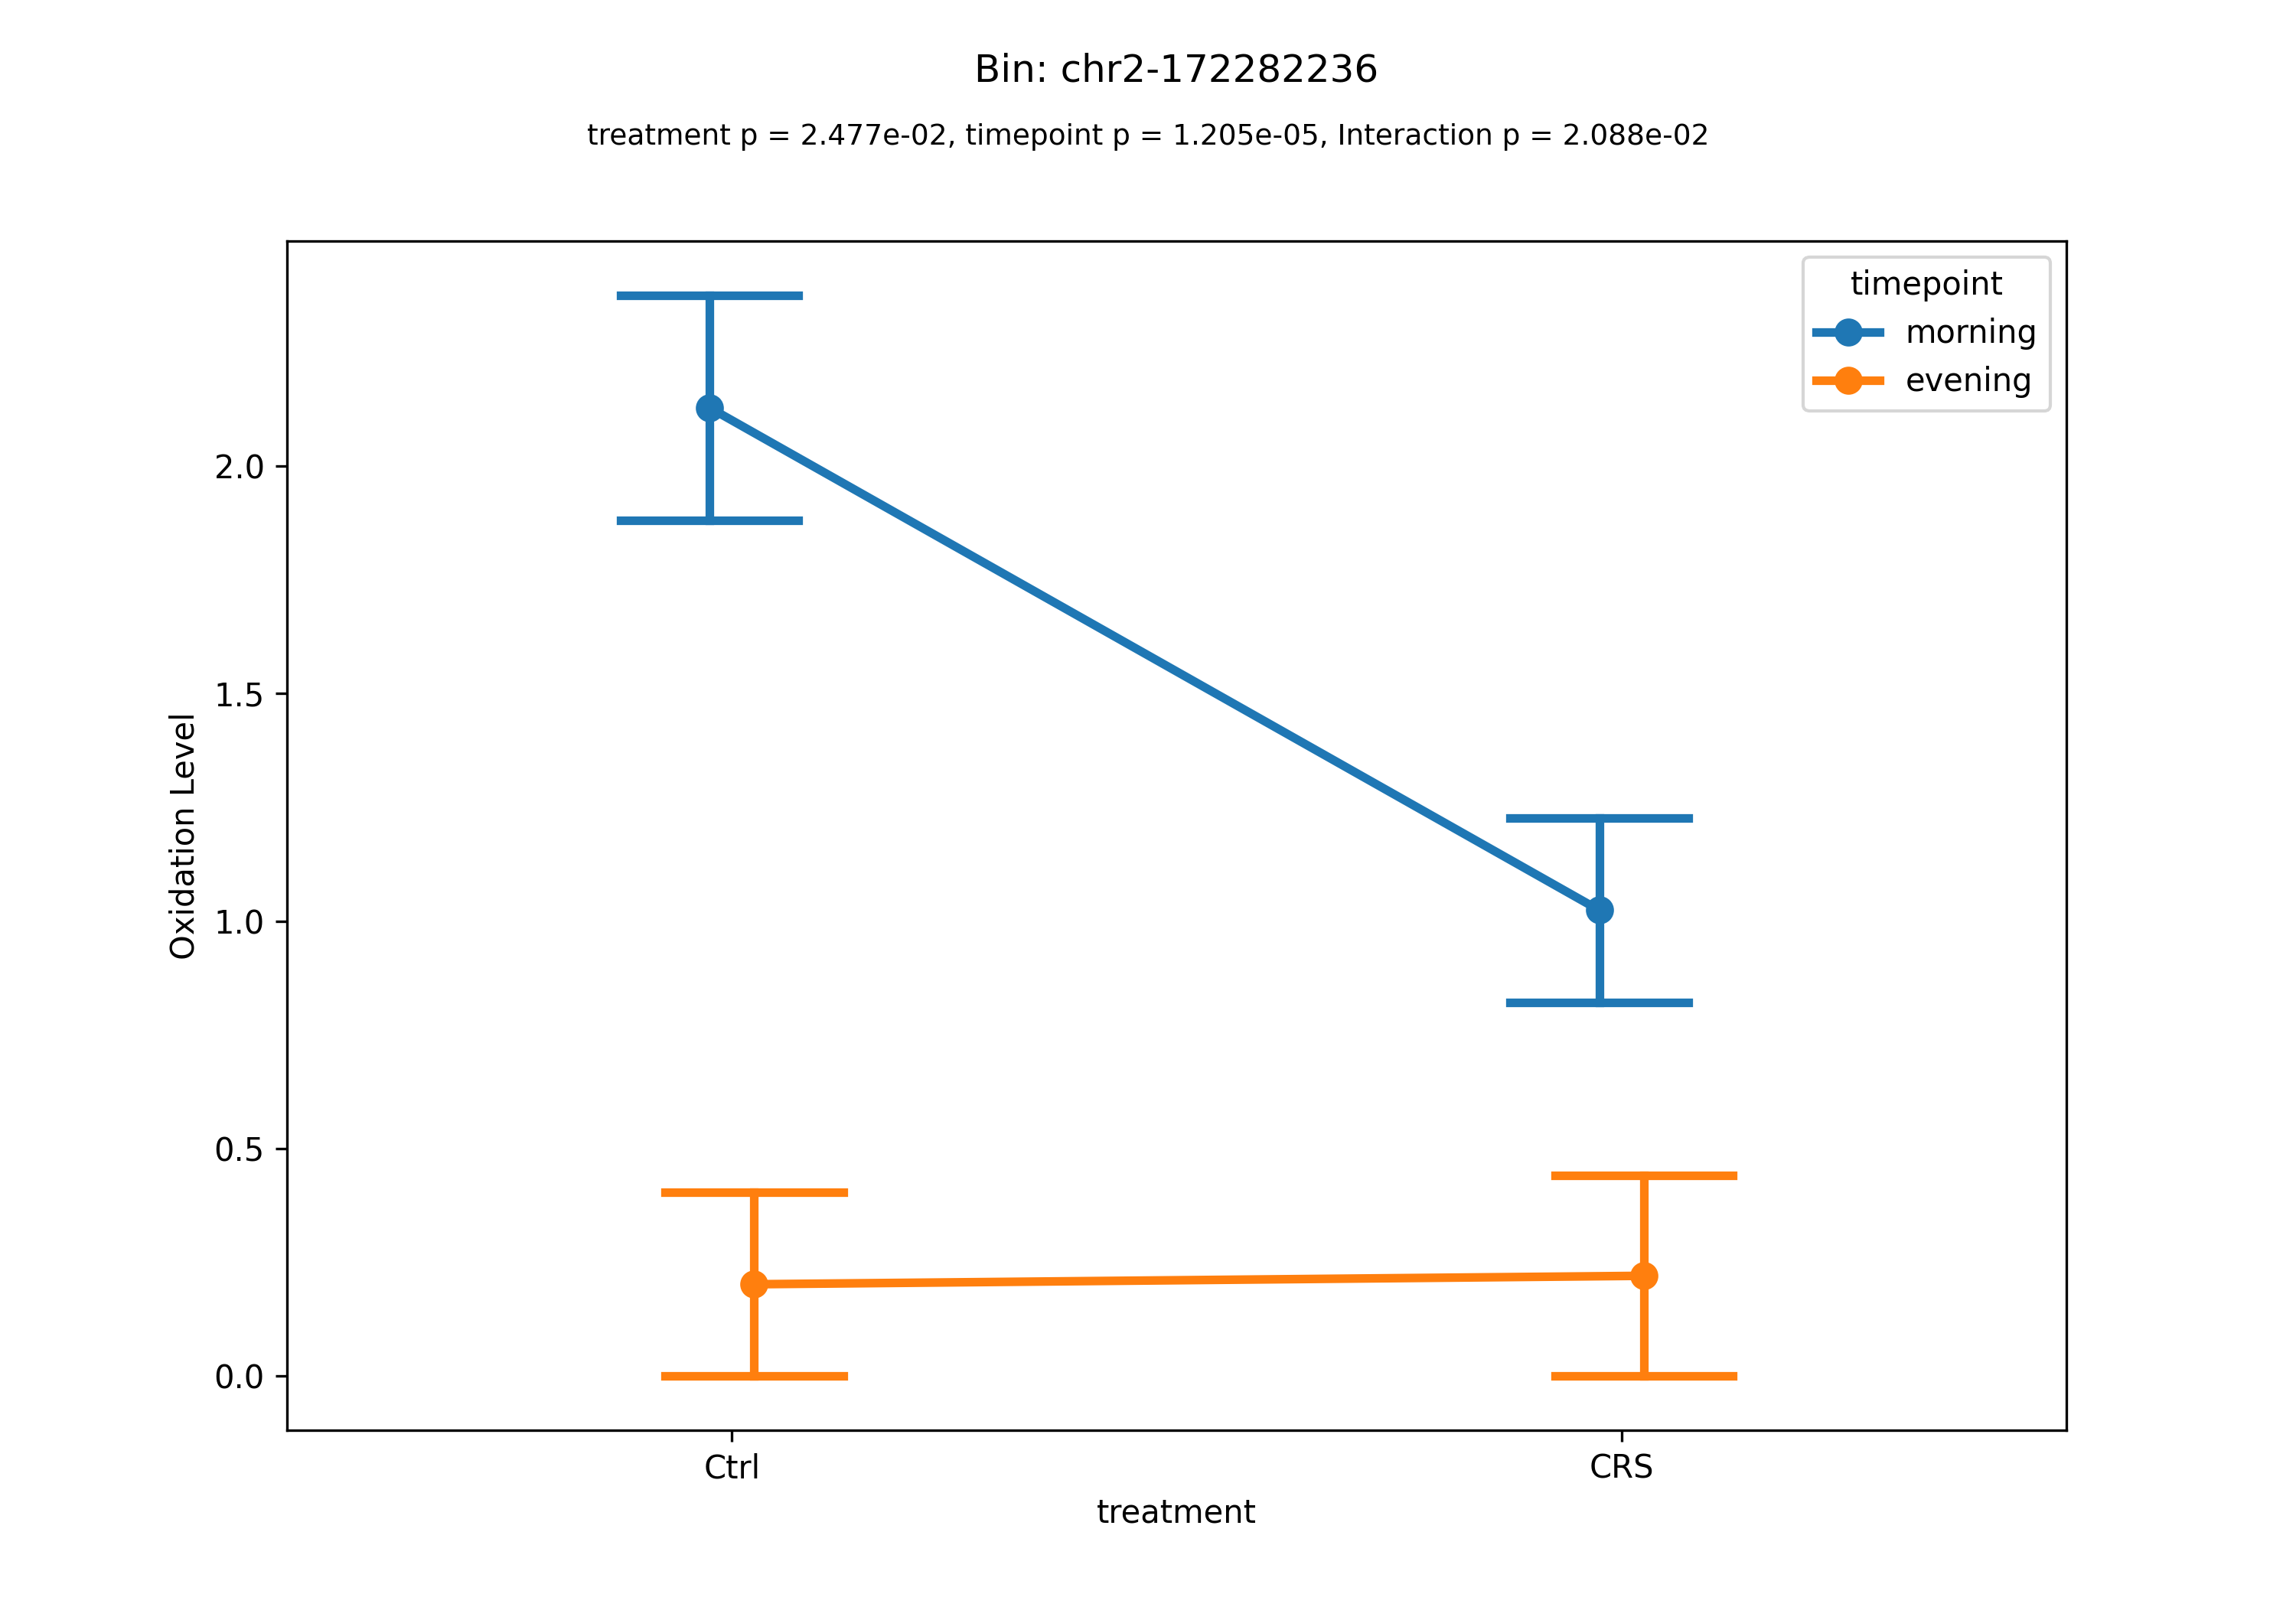 Bin: chr2-172282236
treatment p = 2.477e-02, timepoint p = 1.205e-05, Interaction p = 2.088e-02
timepoint
morning
evening
2.0
1.5
1.0
0.5
0.0
Oxidation Level
Ctrl
CRS
treatment